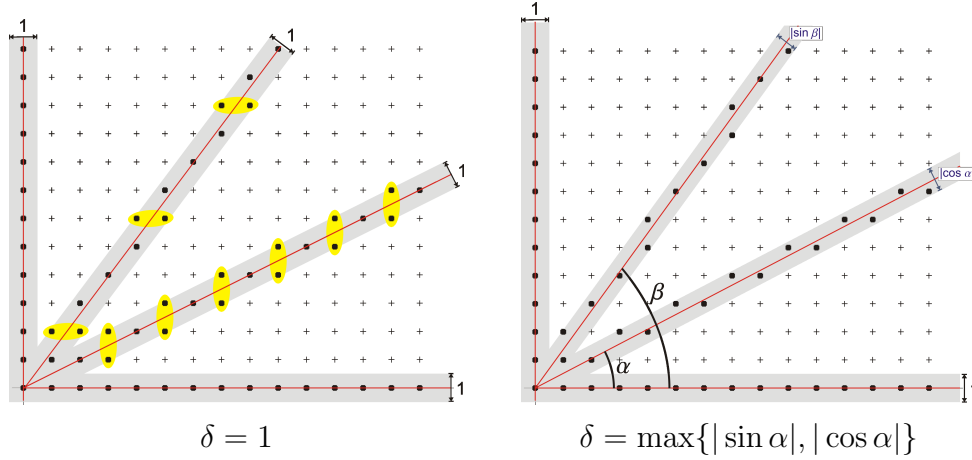 1
1
1
1
δ = 1
1
|sin β|
|cos α
β
α
δ = max{| sin α|, | cos α|}